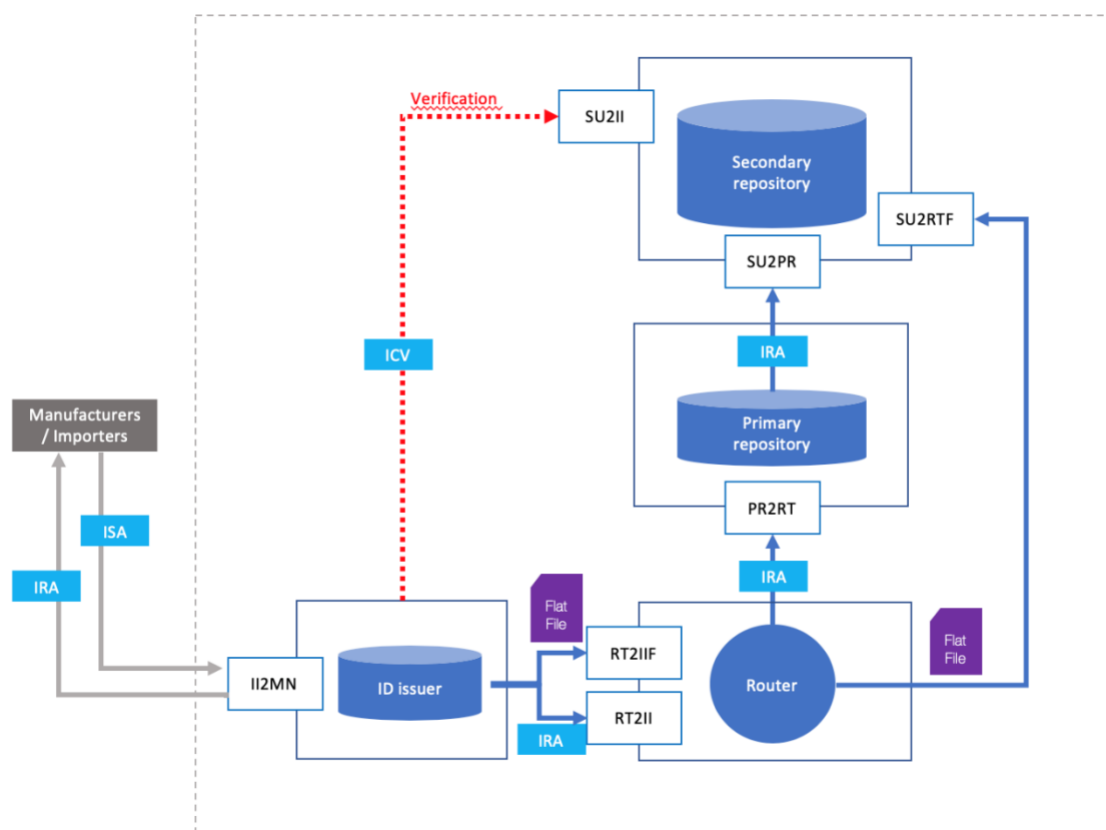 Verification
SU2II
Secondary
repository
SU2RTF
SU2PR
ICV
IRA
Manufacturers
/ Importers
Primary
repository
PR2RT
ISA
IRA
IRA
Flat
File
Flat
File
RT2IIF
II2MN
ID issuer
Router
RT2II
IRA